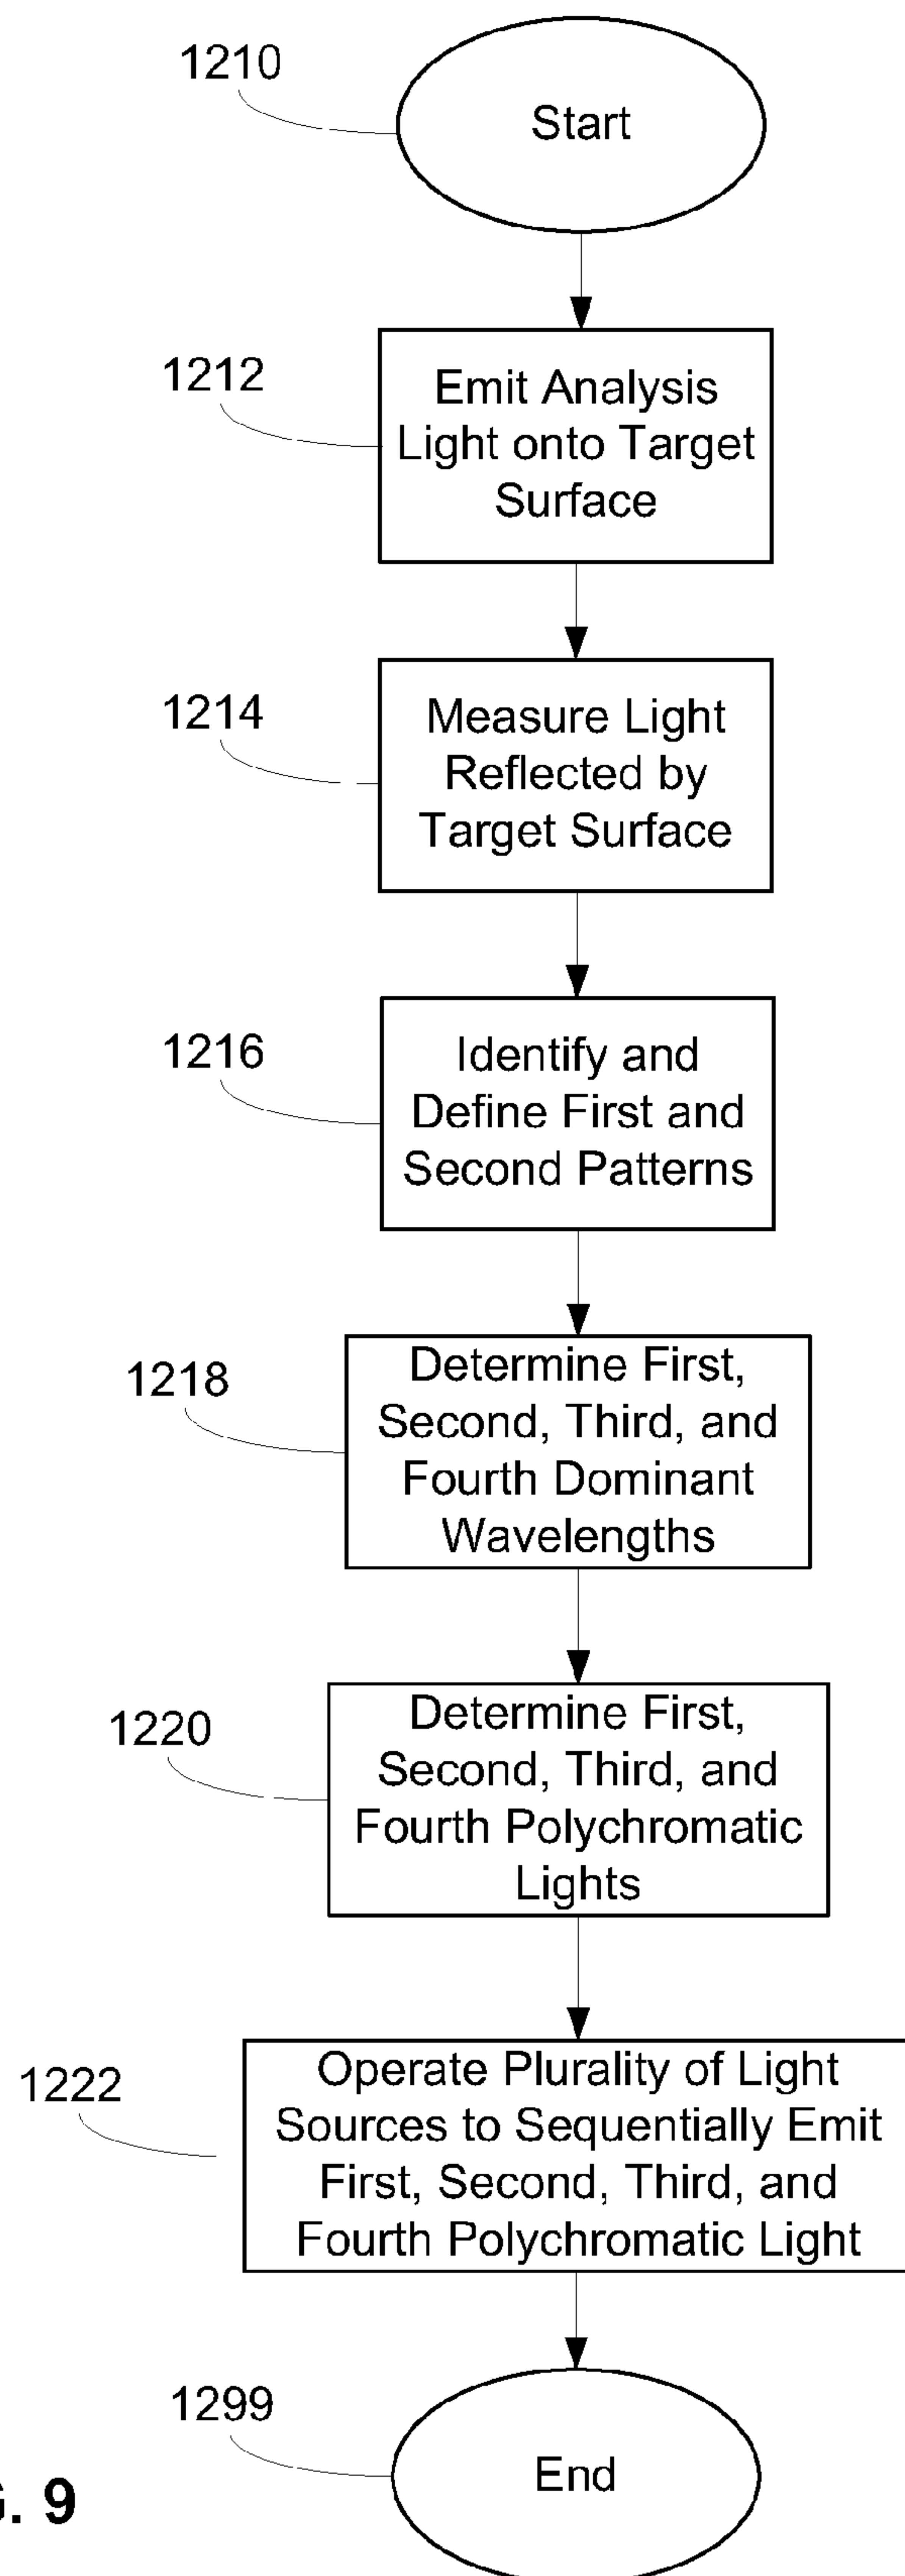 1210
Start
1212
Emit Analysis
Light onto Target
Surface
1214
Measure Light
Reflected by
Target Surface
1216
Identify and
Define First and
Second Patterns
1218
Determine First,
Second, Third, and
Fourth Dominant
Wavelengths
1220
Determine First,
Second, Third, and
Fourth Polychromatic
Lights
1222
Operate Plurality of Light
Sources to Sequentially Emit
First, Second, Third, and
Fourth Polychromatic Light
1299
End
. 9